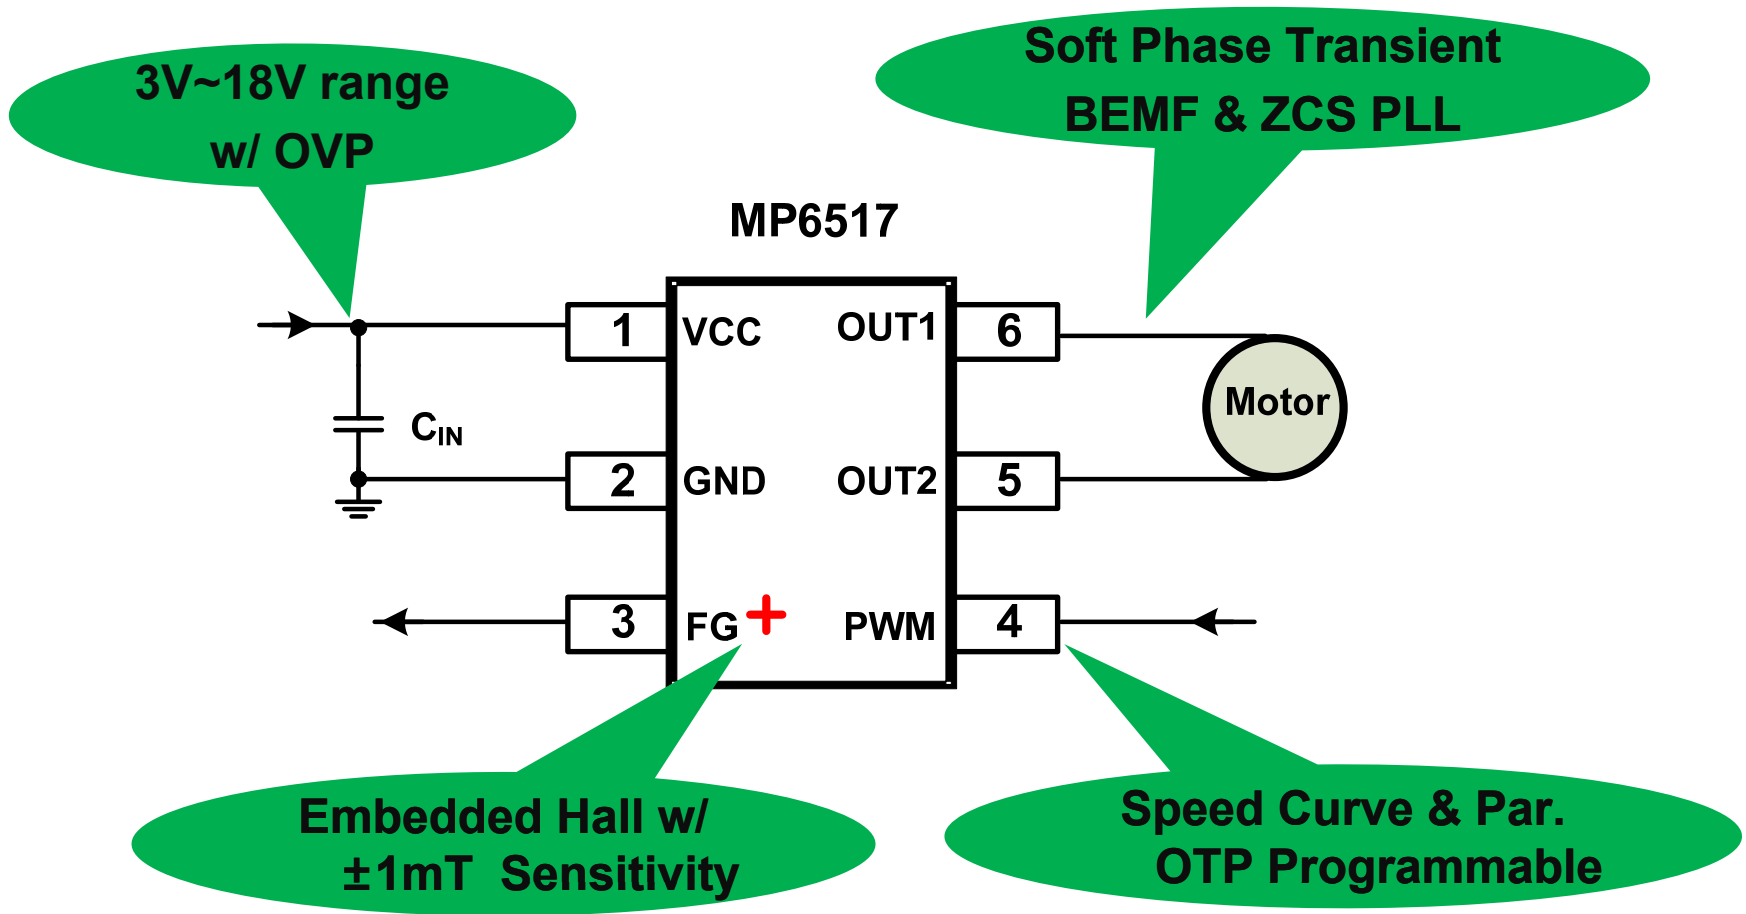 3V~18V range
w/ OVP
Soft Phase Transient
BEMF & ZCS PLL
MP6517
1 VCC OUT1 6
Motor
CIN
2 GND OUT2 5
3 FG PWM 4
Embedded Hall w/
±1mT Sensitivity
Speed Curve & Par.
OTP Programmable